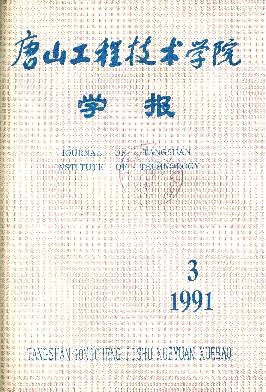 唐山工程技术学院
学报
JOURNAL OF TANGSHAN
INSTITUTE OF TECHNOLOGY
3
1991
TANGSHAN GONGCHENG JISHU XUEYUAN XUEBAO